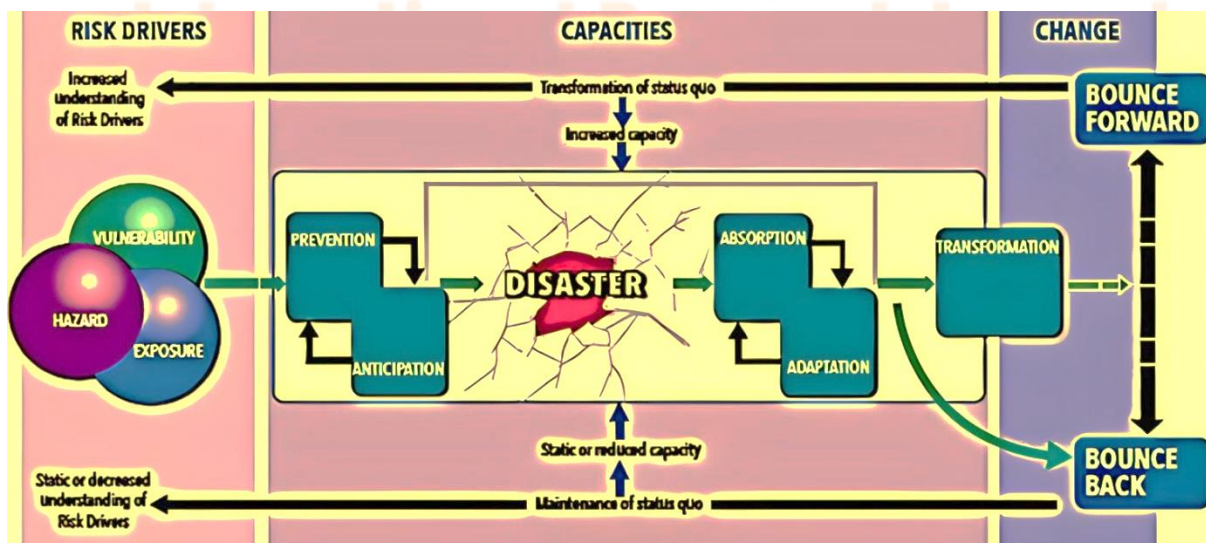 RISK DRIVERS
CAPACITIES
CHANGE
Increased
understanding
of Risk Drivers
Transformation of status quo
BOUNCE
FORWARD
Increased capacity
VULNERABILITY
HAZARD
EXPOSURE
PREVENTION
ANTICIPATION
DISASTER
ABSORPTION
ADAPTATION
TRANSFORMATION
Static or reduced capacity
BOUNCE
BACK
Static or decreased
understanding of
Risk Drivers
Maintenance of status quo